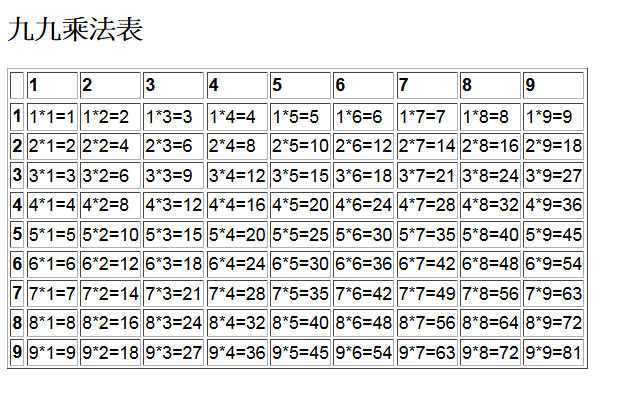 九九乘法表
1 2 3 4 5 6 7 8 9
1 1*1=1 1*2=2 1*3=3 1*4=4 1*5=5 1*6=6 1*7=7 1*8=8 1*9=9
2 2*1=2 2*2=4 2*3=6 2*4=8 2*5=10 2*6=12 2*7=14 2*8=16 2*9=18
3 3*1=3 3*2=6 3*3=9 3*4=12 3*5=15 3*6=18 3*7=21 3*8=24 3*9=27
4 4*1=4 4*2=8 4*3=12 4*4=16 4*5=20 4*6=24 4*7=28 4*8=32 4*9=36
5 5*1=5 5*2=10 5*3=15 5*4=20 5*5=25 5*6=30 5*7=35 5*8=40 5*9=45
6 6*1=6 6*2=12 6*3=18 6*4=24 6*5=30 6*6=36 6*7=42 6*8=48 6*9=54
7 7*1=7 7*2=14 7*3=21 7*4=28 7*5=35 7*6=42 7*7=49 7*8=56 7*9=63
8 8*1=8 8*2=16 8*3=24 8*4=32 8*5=40 8*6=48 8*7=56 8*8=64 8*9=72
9 9*1=9 9*2=18 9*3=27 9*4=36 9*5=45 9*6=54 9*7=63 9*8=72 9*9=81